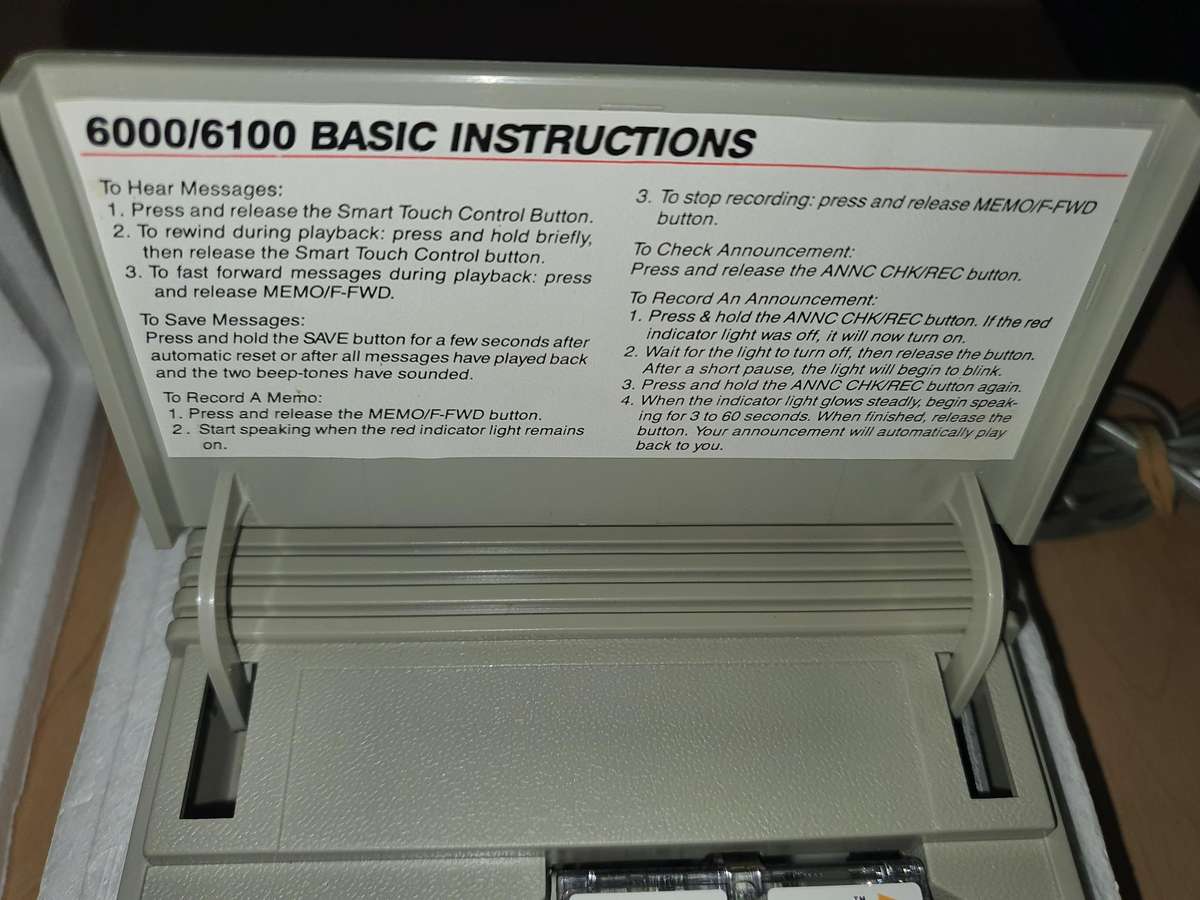 6000/6100 BASIC INSTRUCTIONS
To Hear Messages:
1. Press and release the Smart Touch Control Button.
2. To rewind during playback: press and hold briefly,
then release the Smart Touch Control button.
3. To fast forward messages during playback: press
and release MEMO/F-FWD.
To Save Messages:
Press and hold the SAVE button for a few seconds after
automatic reset or after all messages have played back
and the two beep-tones have sounded.
To Record A Memo:
1. Press and release the MEMO/F-FWD button.
2. Start speaking when the red indicator light remains
on.
3. To stop recording: press and release MEMO/F-FWD
button.
To Check Announcement:
Press and release the ANNC CHK/REC button.
To Record An Announcement:
1. Press & hold the ANNC CHK/REC button. If the red
indicator light was off, it will now turn on.
2. Wait for the light to turn off, then release the button.
After a short pause, the light will begin to blink.
3. Press and hold the ANNC CHK/REC button again.
4. When the indicator light glows steadily, begin speak-
ing for 3 to 60 seconds. When finished, release the
button. Your announcement will automatically play
back to you.
TM